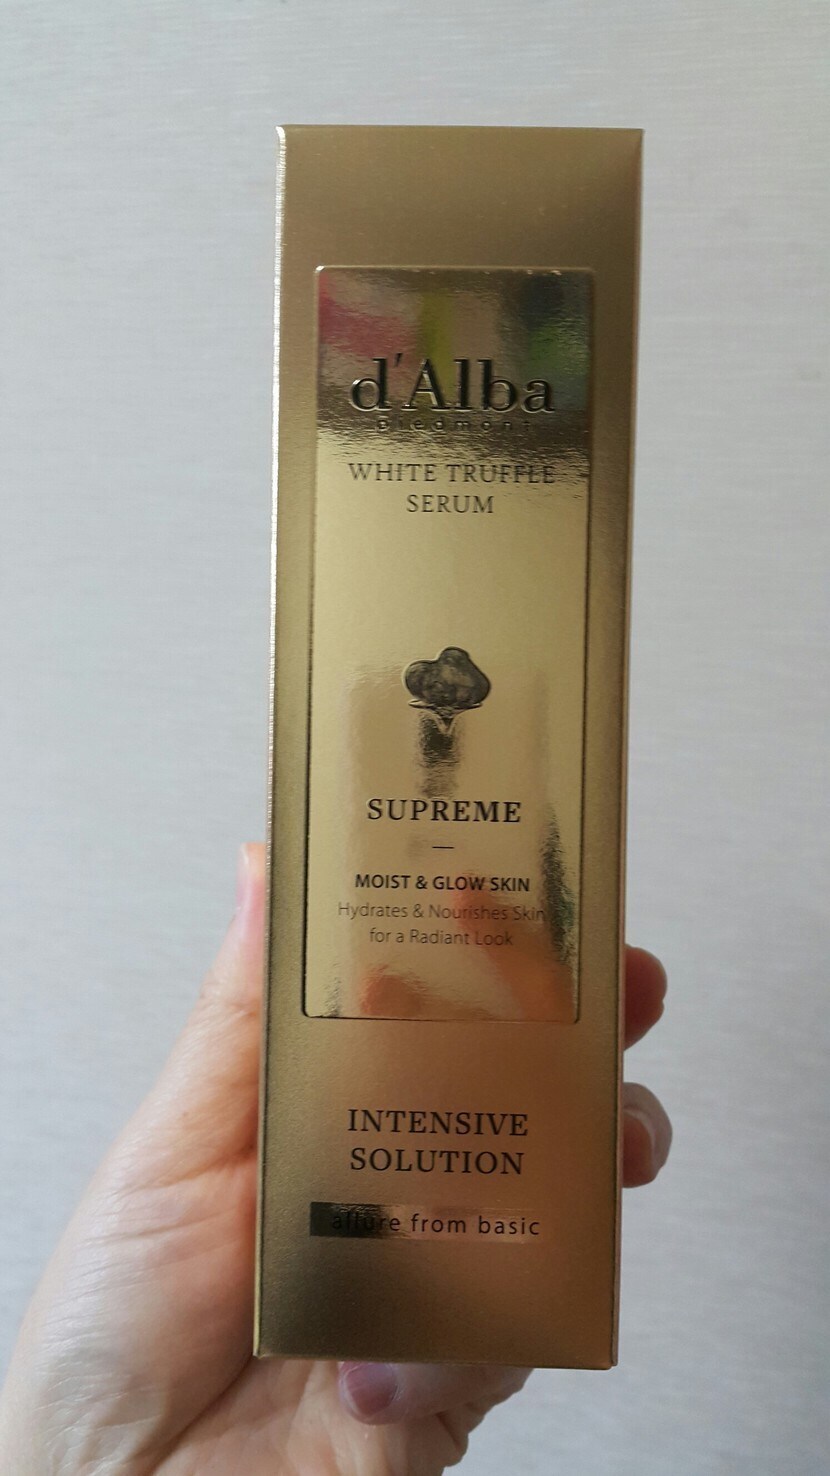 d'Alba
piedmont
WHITE TRUFFLE
SERUM
SUPREME
—
MOIST & GLOW SKIN
Hydrates & Nourishes Skin
for a Radiant Look
INTENSIVE
SOLUTION
allure from basic